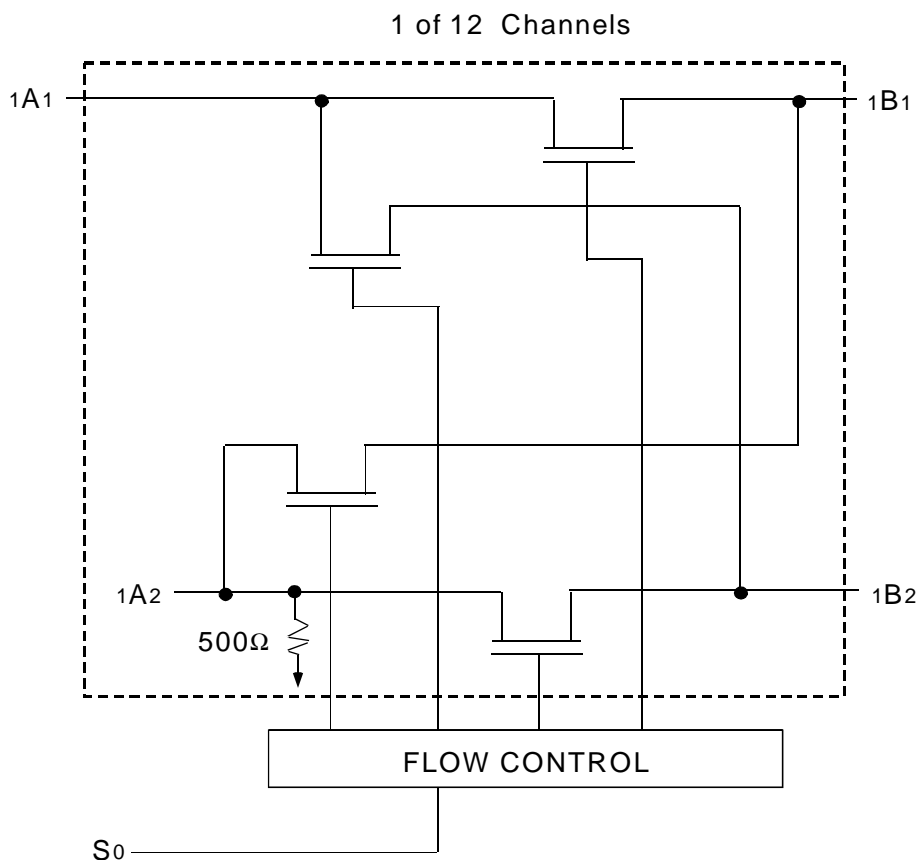 1 of 12 Channels
1A1
1B1
1A2
1B2
500Ω
FLOW CONTROL
S0